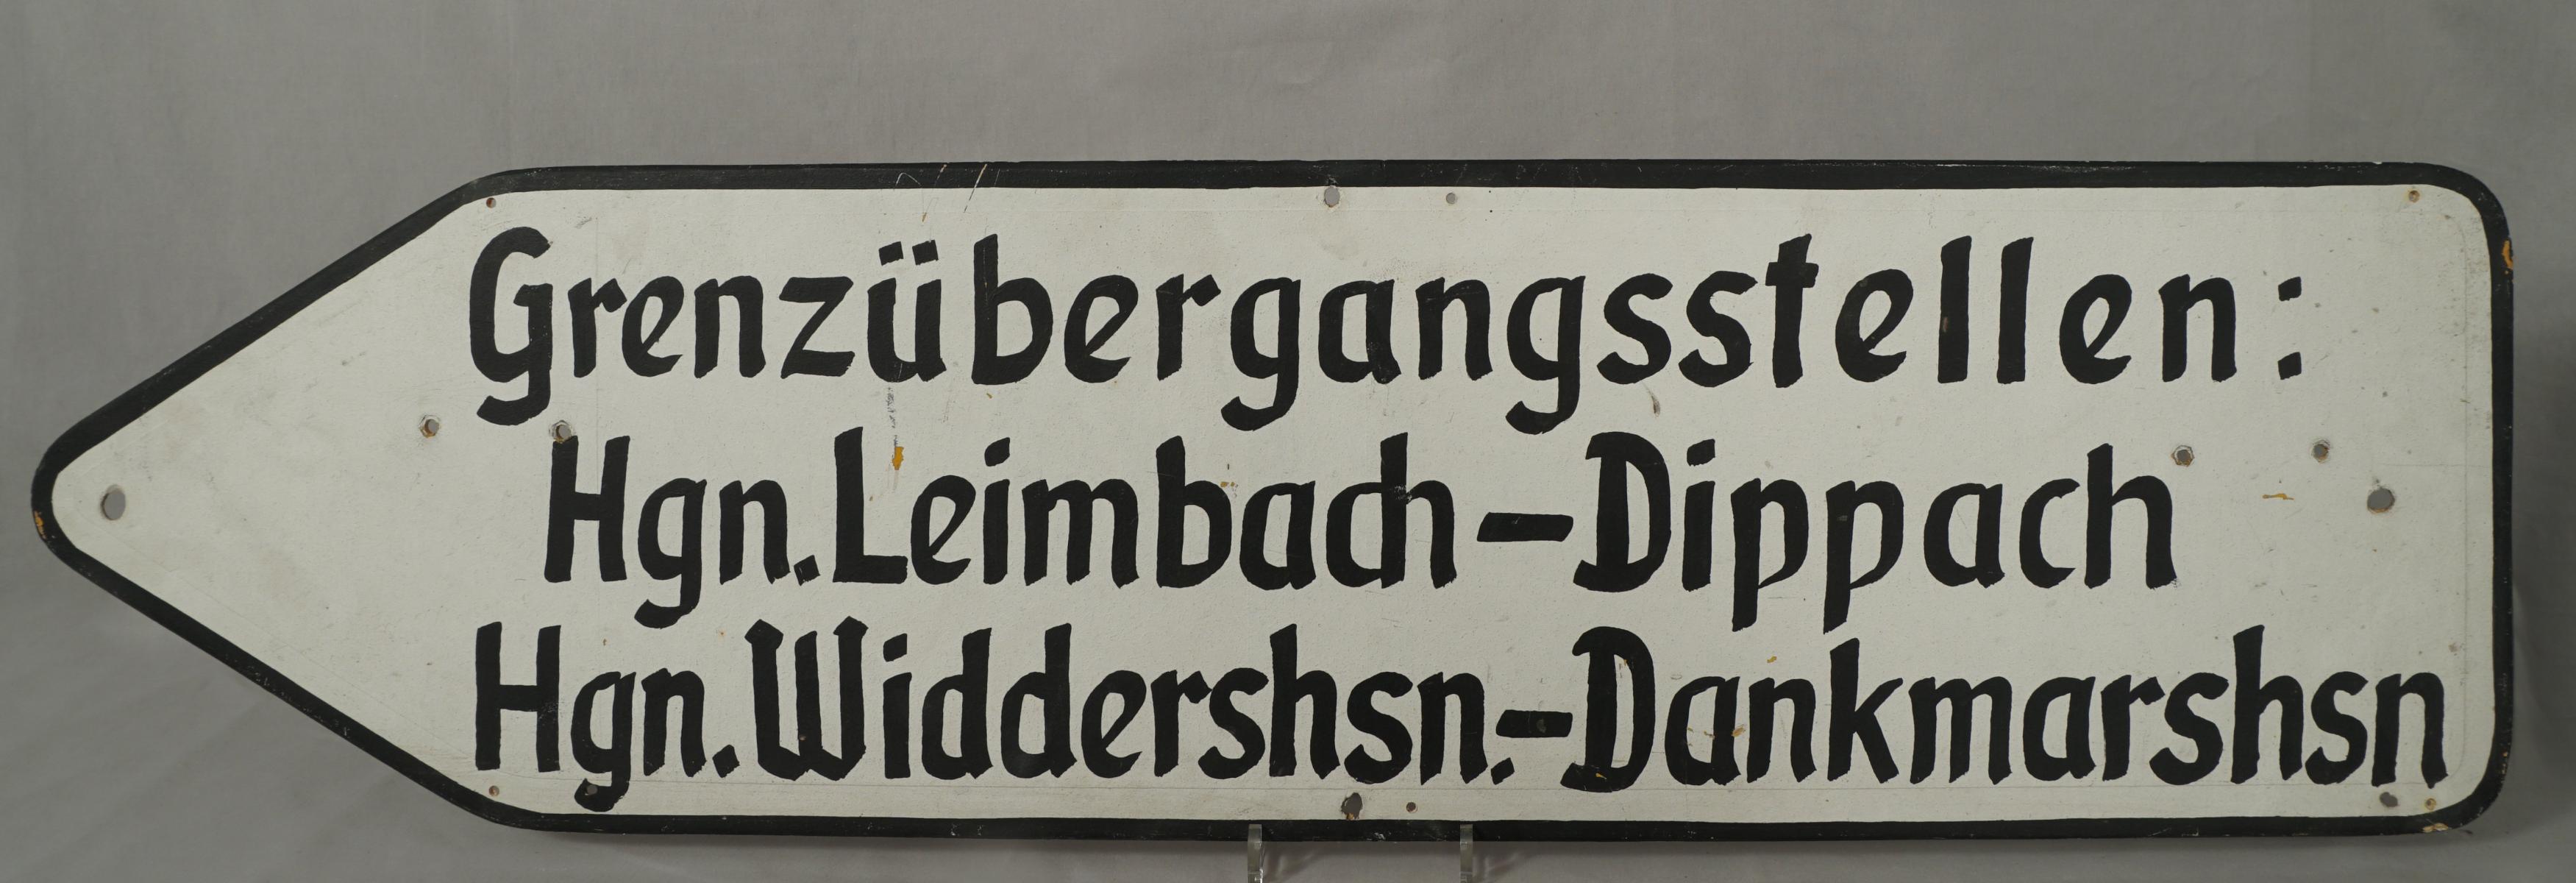 Grenzübergangsstellen:
Hgn.Leimbach-Dippach
Hgn.Widdershsn.-Dankmarshsn